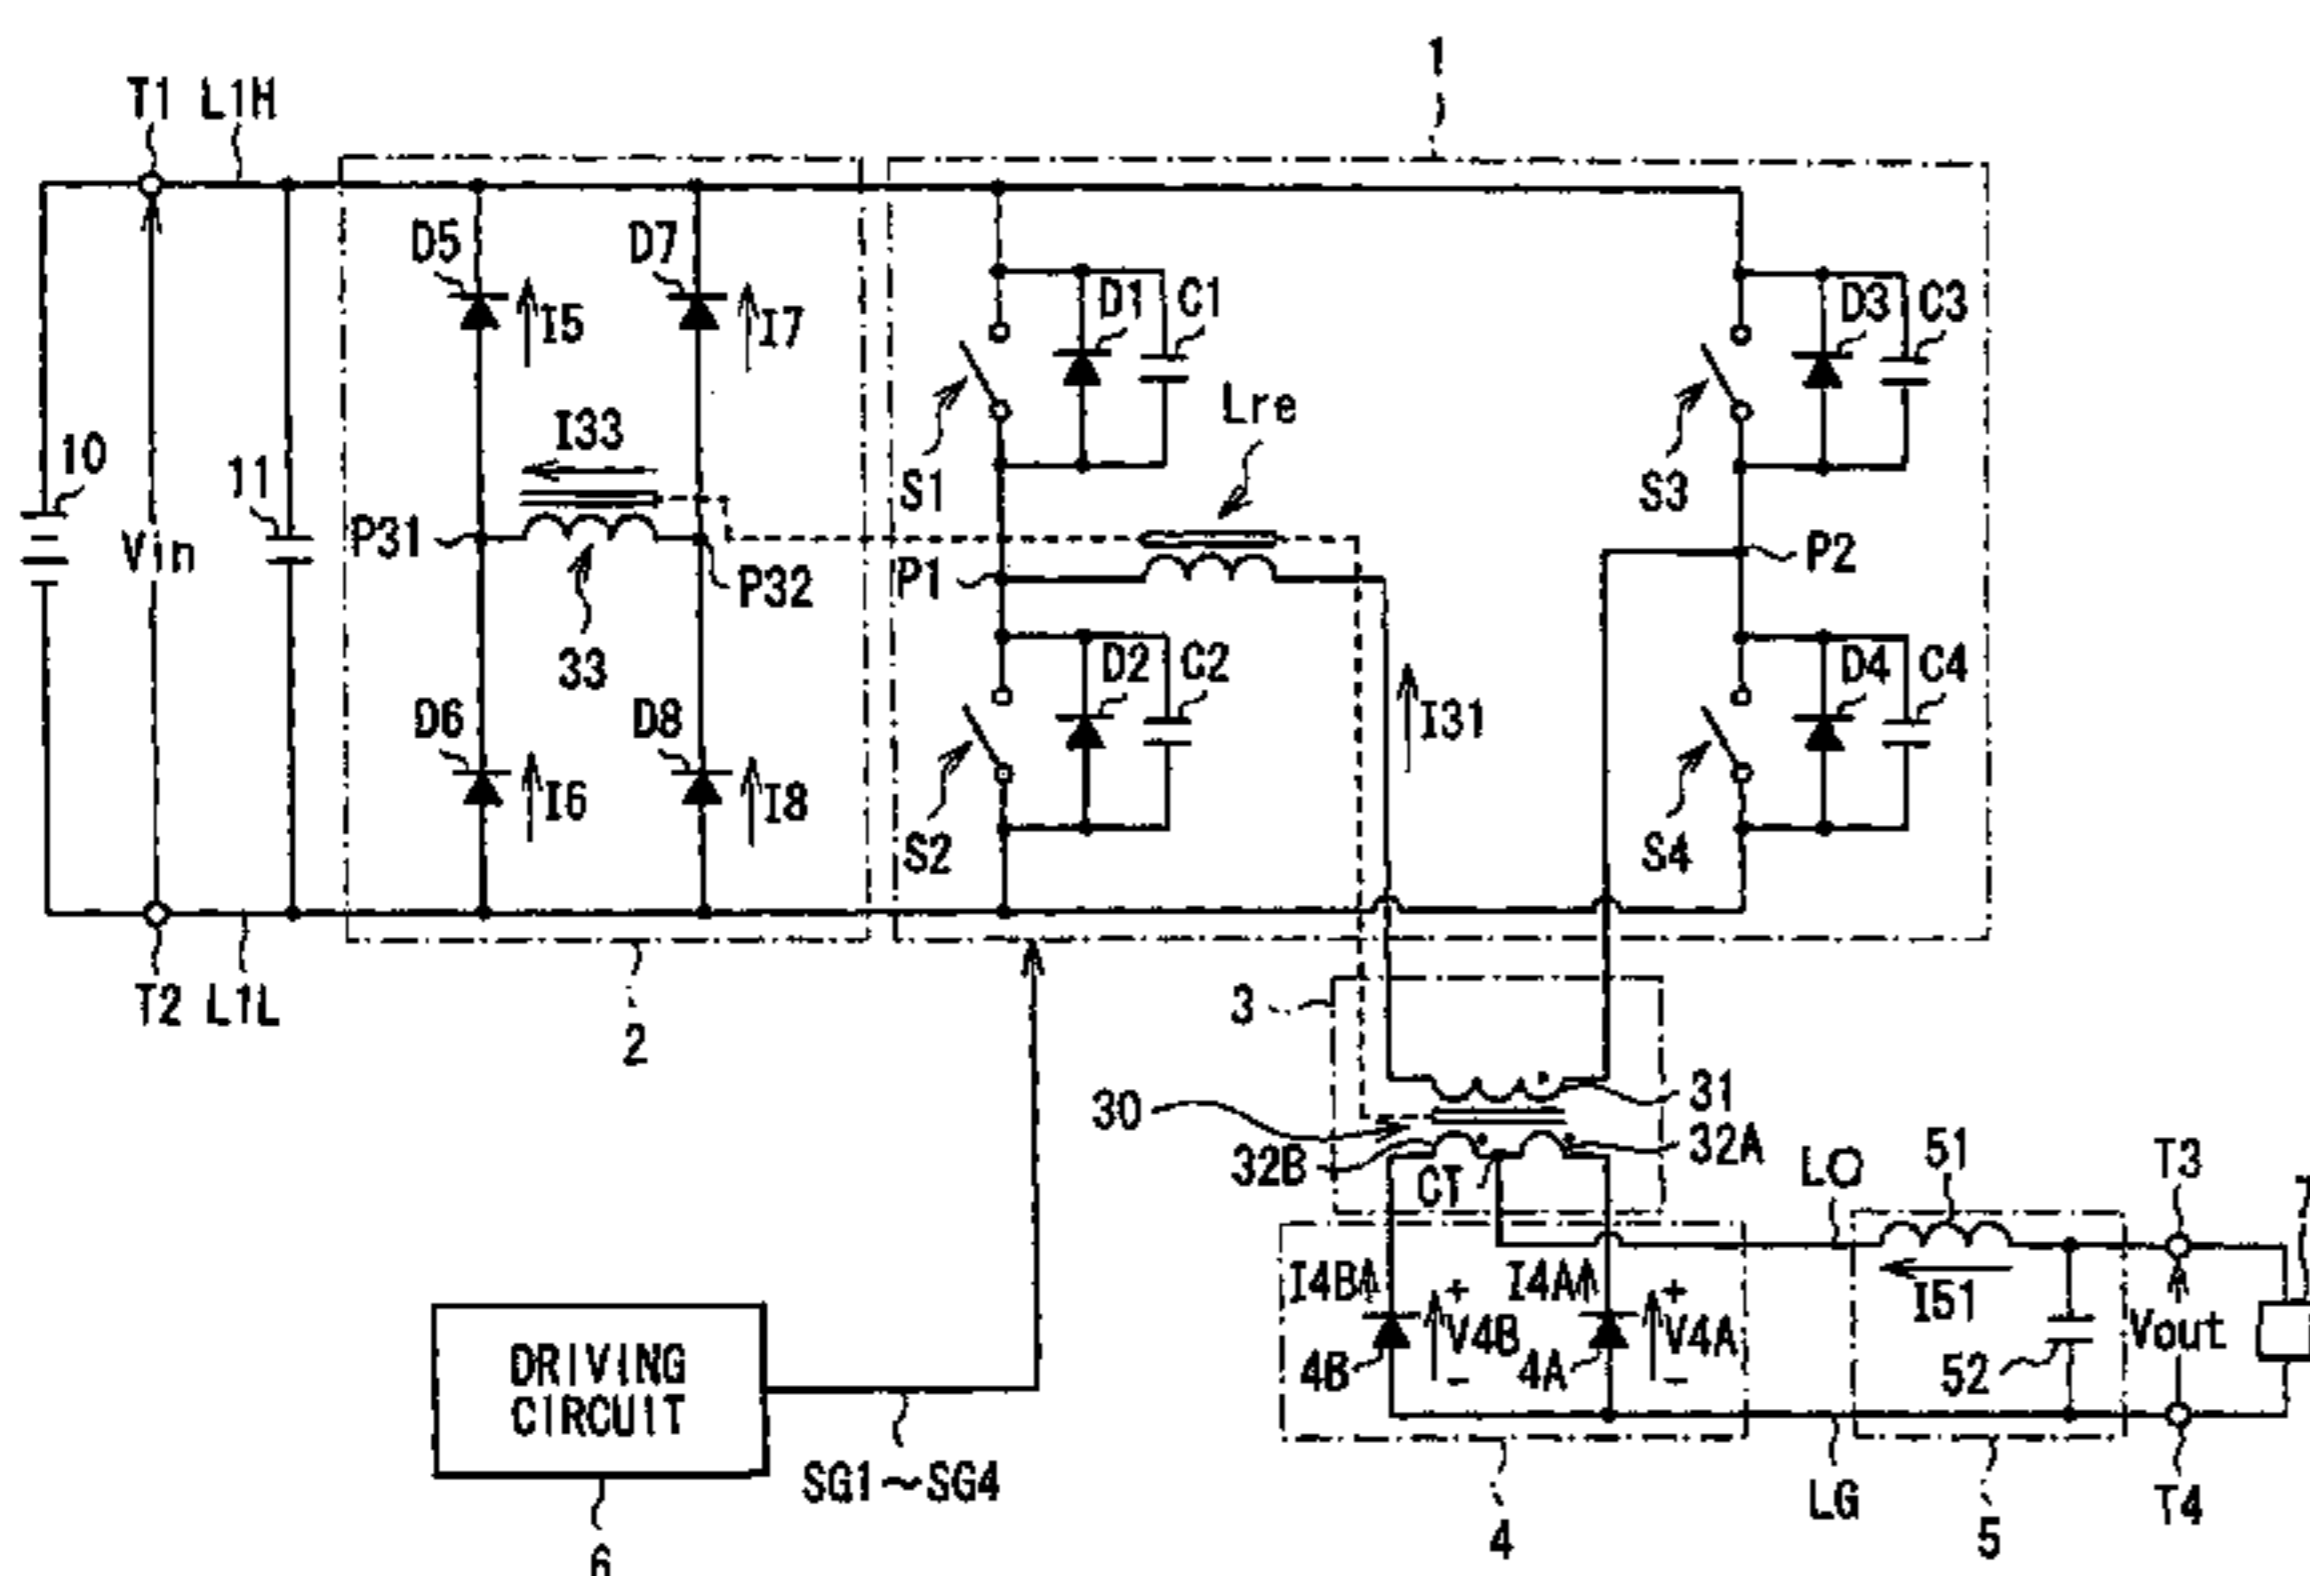 1
T1 L1H
D5
D7
I5
I7
D1
C1
D3
C3
I33
Lre
10
11
S1
S3
Vin
P31
P32
P1
P2
33
D2
C2
D4
C4
D6
D8
I31
I6
I8
S2
S4
T2 L1L
2
3
31
30
32B
32A
CT
LO
51
T3
I4B
I4A
+
V4B
-
+
V4A
-
I51
Vout
4B
4A
52
DRIVING
CIRCUIT
SG1~SG4
LG
T4
4
5
6